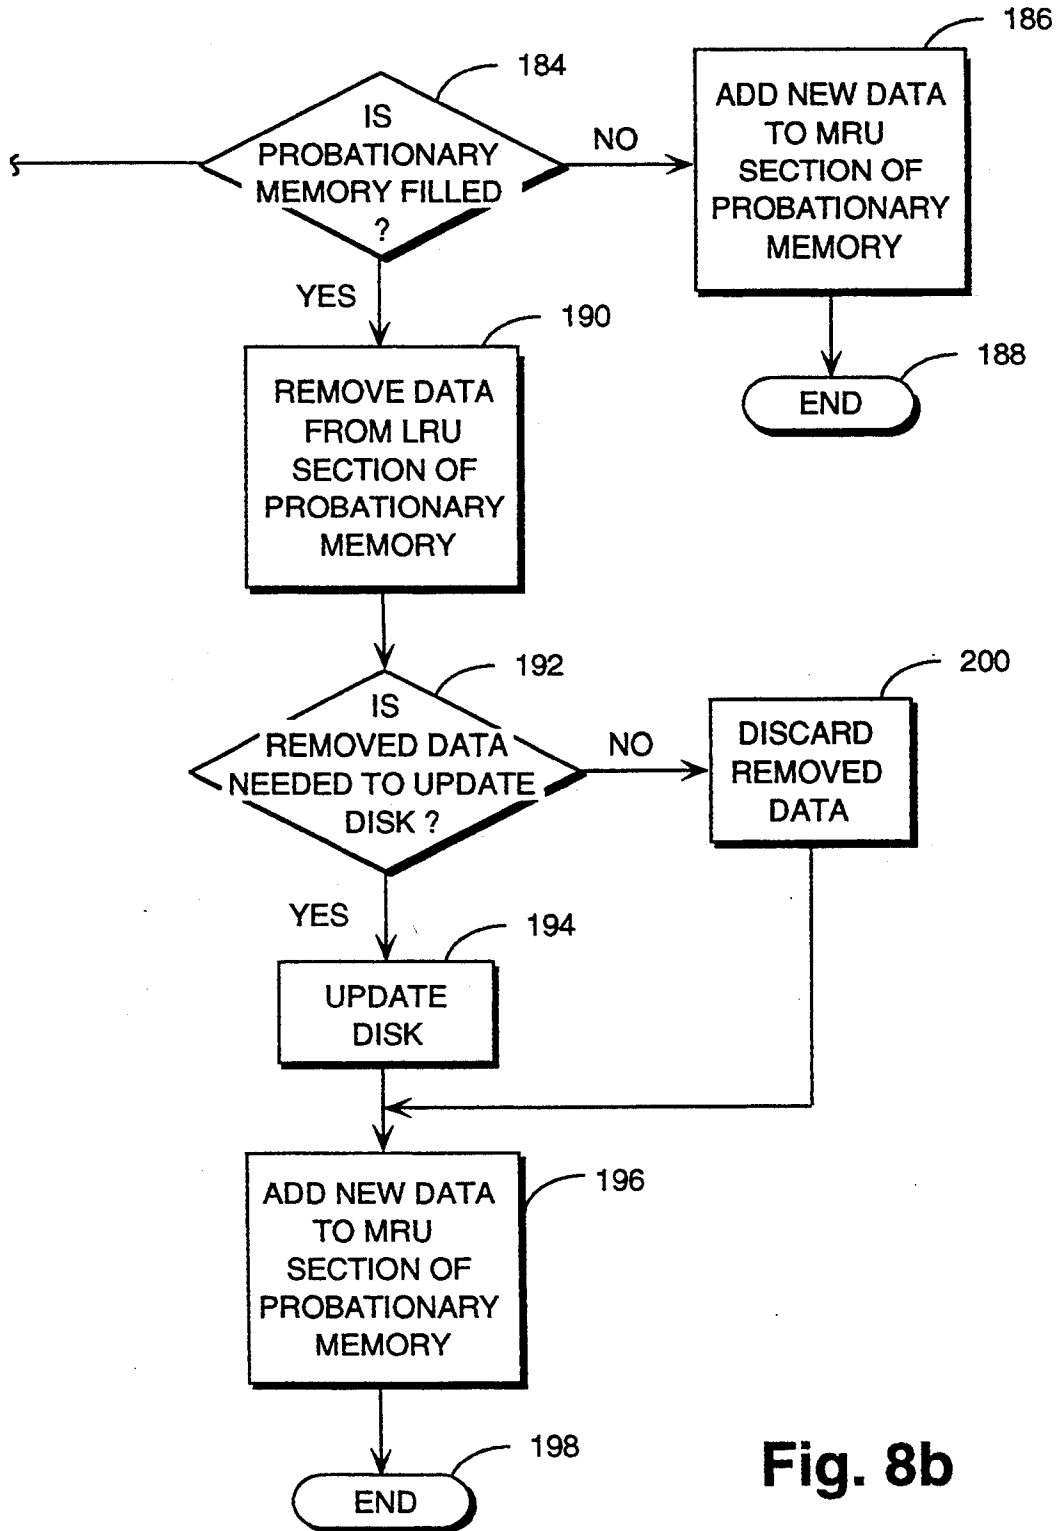 186
184
IS
PROBATIONARY
MEMORY FILLED
?
NO
ADD NEW DATA
TO MRU
SECTION OF
PROBATIONARY
MEMORY
YES
190
188
END
REMOVE DATA
FROM LRU
SECTION OF
PROBATIONARY
MEMORY
192
IS
REMOVED DATA
NEEDED TO UPDATE
DISK ?
NO
200
DISCARD
REMOVED
DATA
YES
194
UPDATE
DISK
196
ADD NEW DATA
TO MRU
SECTION OF
PROBATIONARY
MEMORY
198
END
Fig. 8b